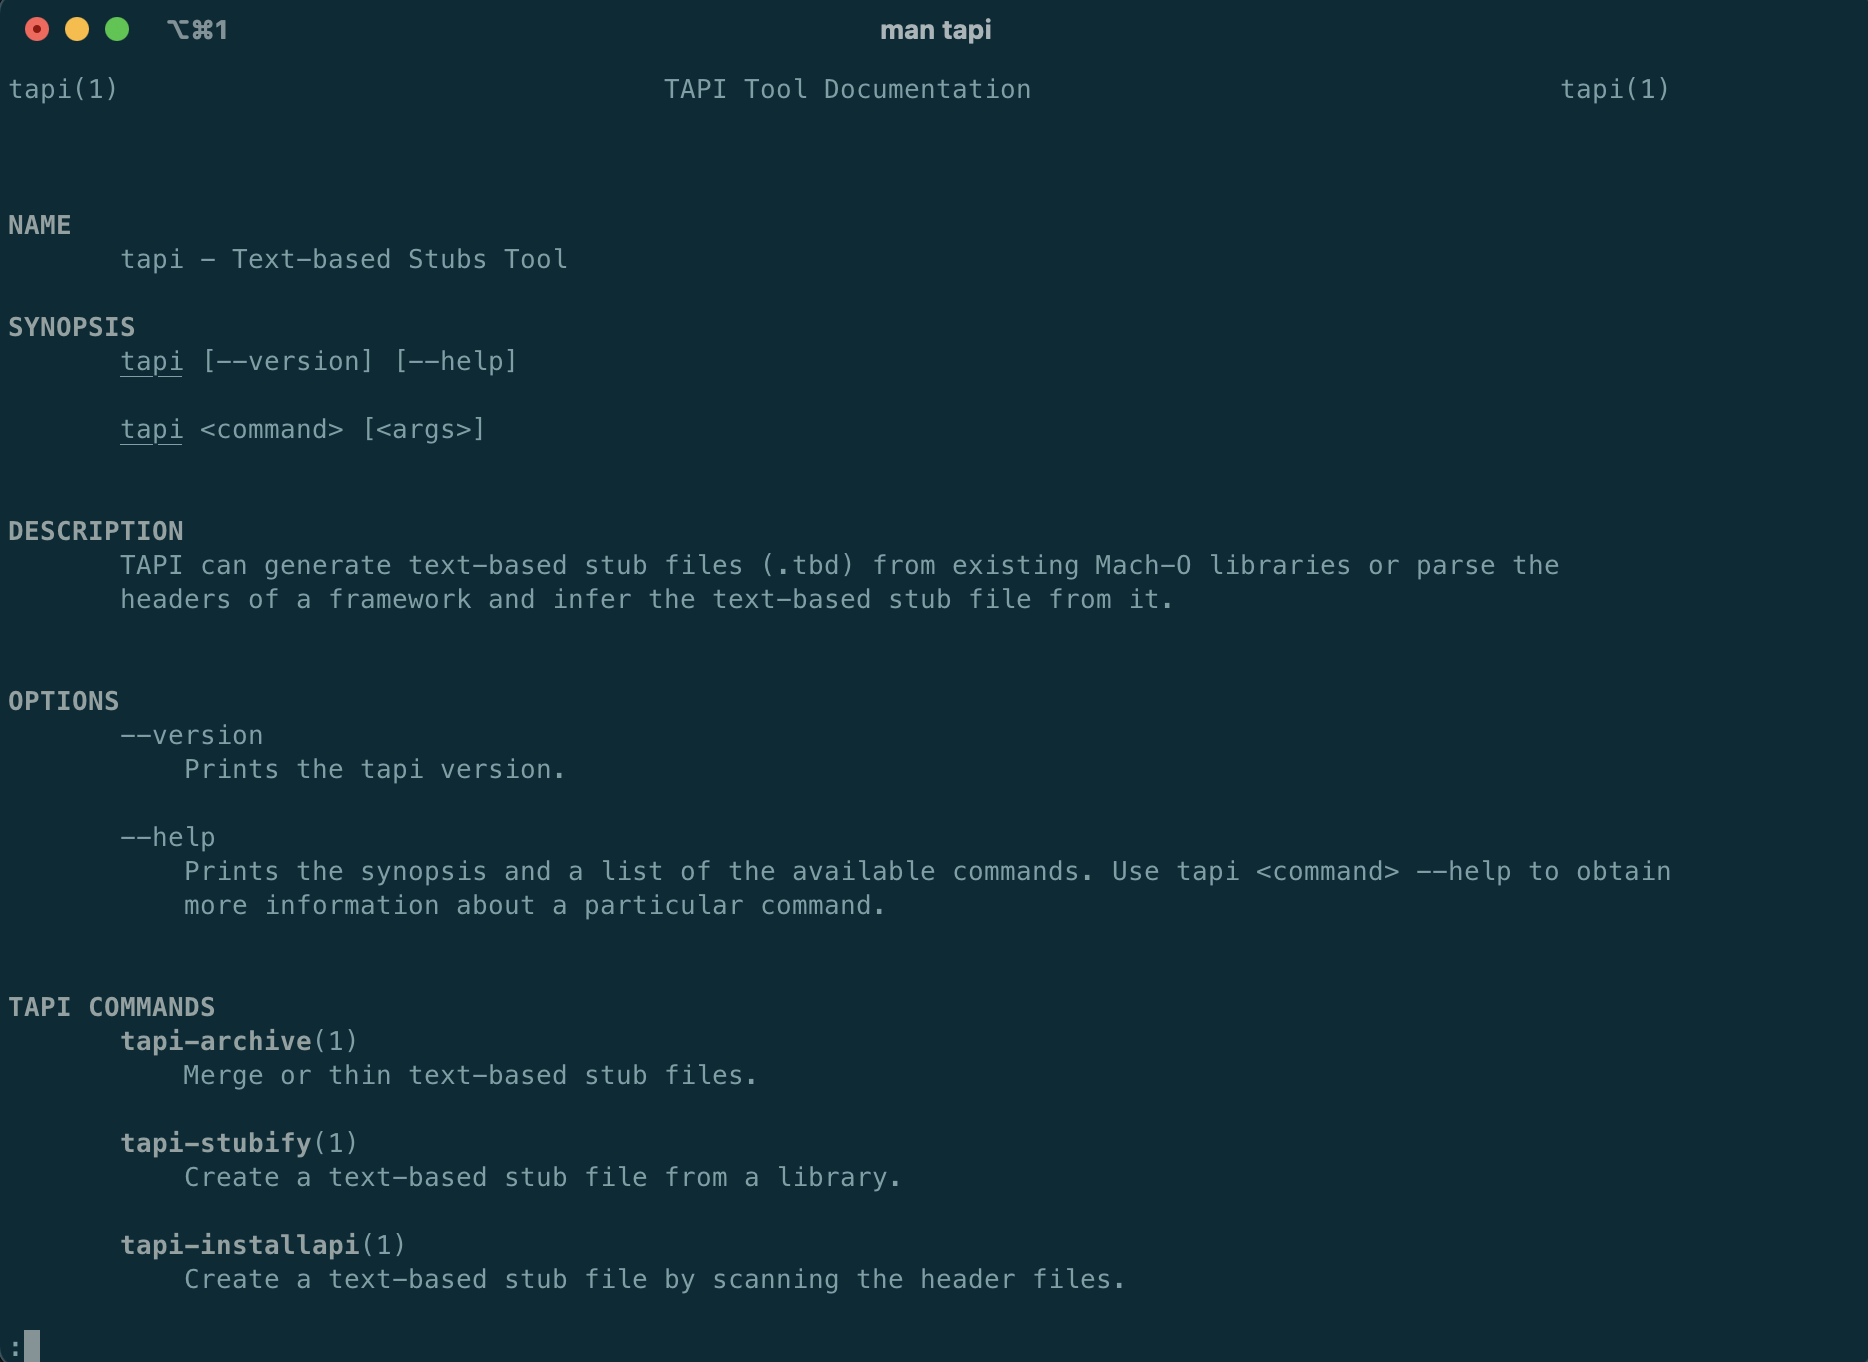 ⌥⌘1 man tapi
tapi(1) TAPI Tool Documentation tapi(1)
NAME
tapi - Text-based Stubs Tool
SYNOPSIS
tapi [--version] [--help]
tapi <command> [<args>]
DESCRIPTION
TAPI can generate text-based stub files (.tbd) from existing Mach-O libraries or parse the
headers of a framework and infer the text-based stub file from it.
OPTIONS
--version
Prints the tapi version.
--help
Prints the synopsis and a list of the available commands. Use tapi <command> --help to obtain
more information about a particular command.
TAPI COMMANDS
tapi-archive(1)
Merge or thin text-based stub files.
tapi-stubify(1)
Create a text-based stub file from a library.
tapi-installapi(1)
Create a text-based stub file by scanning the header files.
: